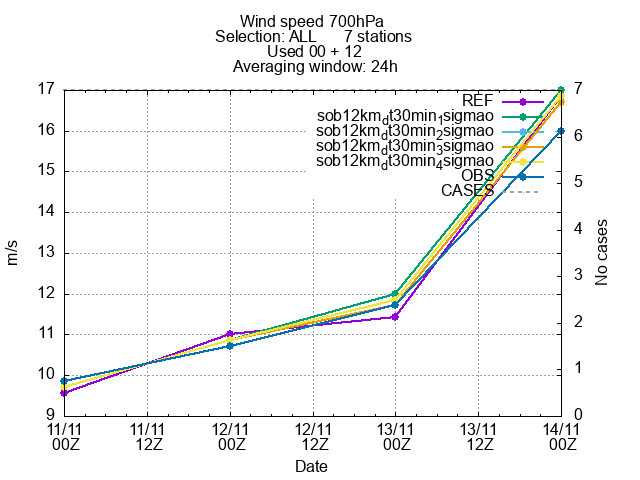 Wind speed 700hPa
Selection: ALL 7 stations
Used 00 + 12
Averaging window: 24h
17 7
REF
sob12km_dt30min_1sigmao
16 6
sob12km_dt30min_2sigmao
sob12km_dt30min_3sigmao
sob12km_dt30min_4sigmao
15 5
OBS
CASES
14 4
13 3
12
11 2
10 1
9 0
m/s
No cases
11/11 11/11 12/11 12/11 13/11 13/11 14/11
00Z 12Z 00Z 12Z 00Z 12Z 00Z
Date